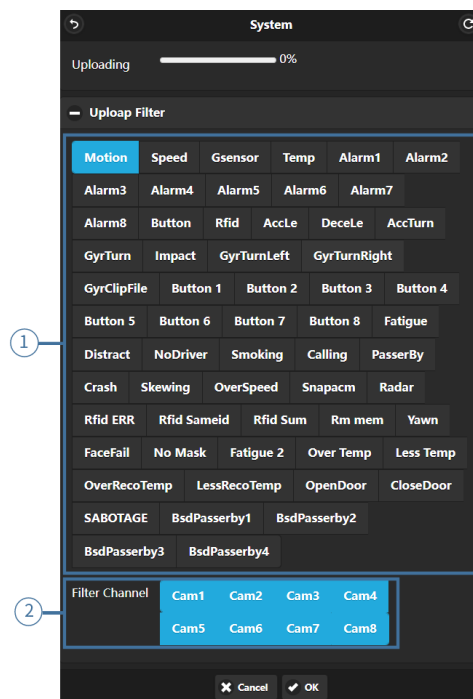 System
Uploading 0%
Uploap Filter
Motion Speed Gsensor Temp Alarm1 Alarm2
Alarm3 Alarm4 Alarm5 Alarm6 Alarm7
Alarm8 Button Rfid AccLe DeceLe AccTurn
GyrTurn Impact GyrTurnLeft GyrTurnRight
GyrClipFile Button 1 Button 2 Button 3 Button 4
Button 5 Button 6 Button 7 Button 8 Fatigue
1
Distract NoDriver Smoking Calling PasserBy
Crash Skewing OverSpeed Snapacm Radar
Rfid ERR Rfid Sameid Rfid Sum Rm mem Yawn
FaceFail No Mask Fatigue 2 Over Temp Less Temp
OverRecoTemp LessRecoTemp OpenDoor CloseDoor
SABOTAGE BsdPasserby1 BsdPasserby2
BsdPasserby3 BsdPasserby4
Filter Channel Cam1 Cam2 Cam3 Cam4
2
Cam5 Cam6 Cam7 Cam8
Cancel OK